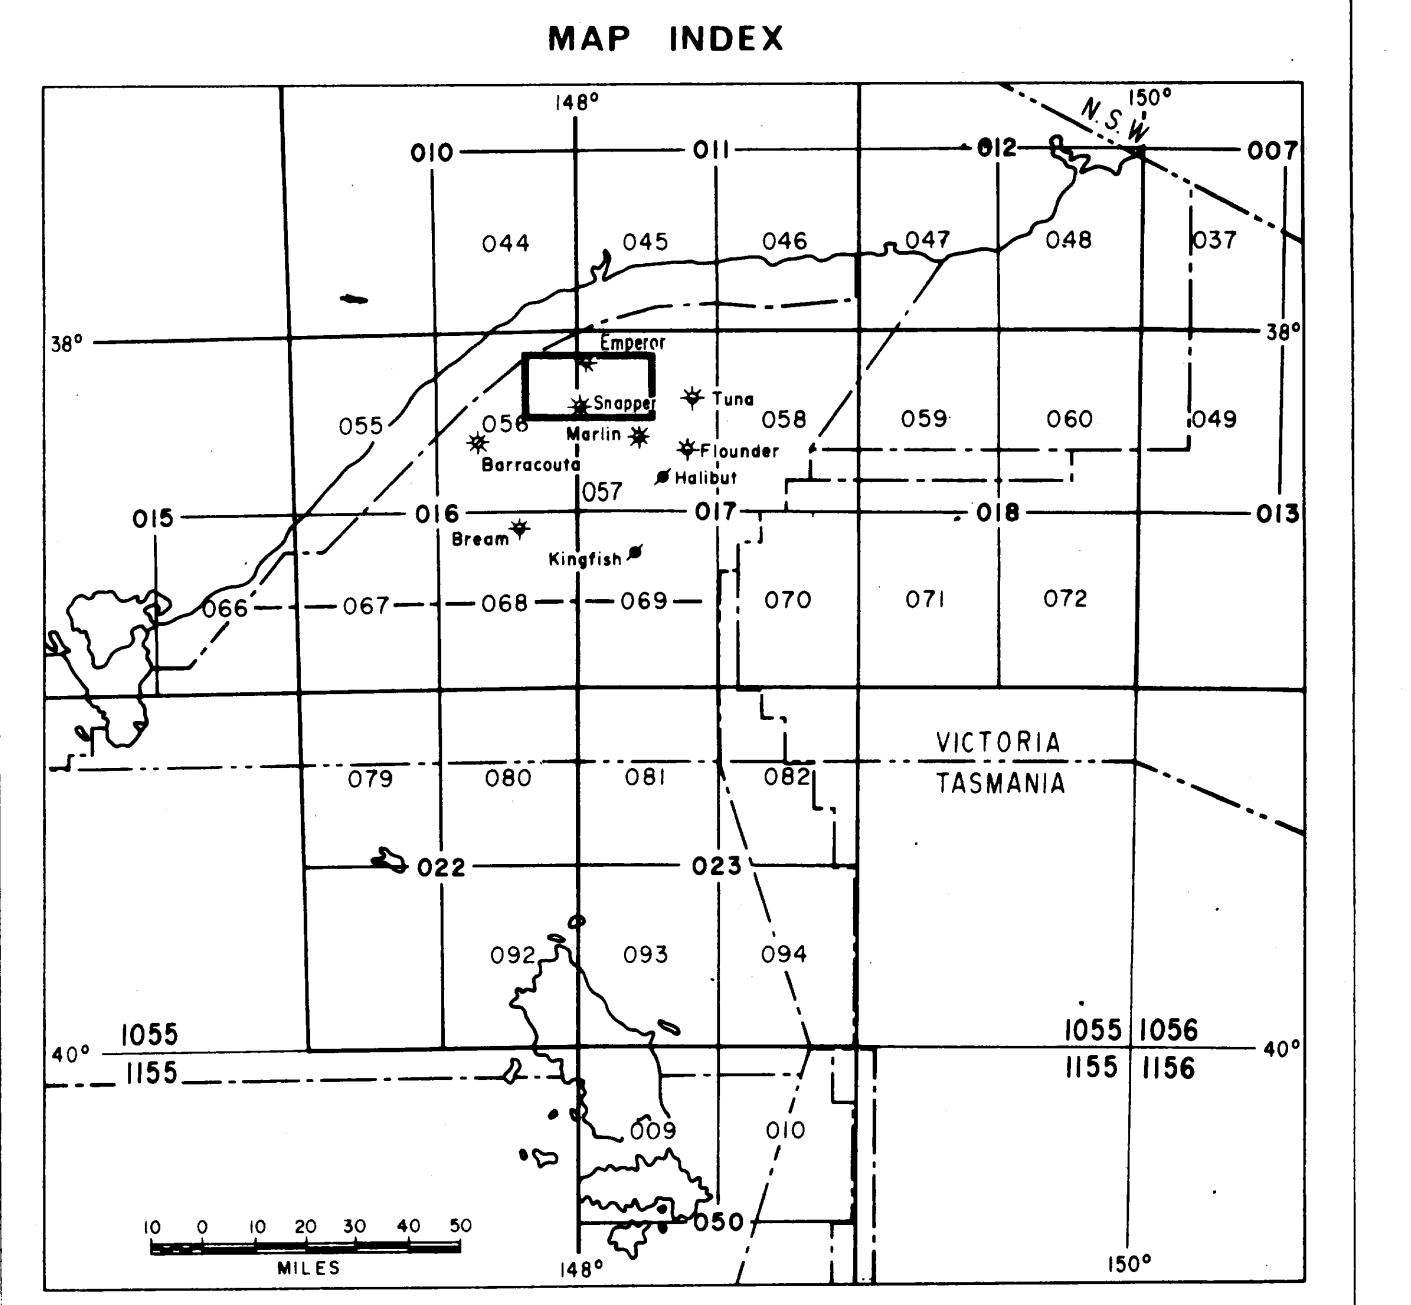 MAP INDEX
148° 150°
N.S.W
010 011 012 007
044 045 046 047 048 037
38° 38°
Emperor
Snapper Tuna
055 056 058 059 060 049
Marlin
Flounder
Barracouta
Halibut
057
015 016 017 018 013
Bream
Kingfish
066 067 068 069 070 071 072
VICTORIA
TASMANIA
079 080 081 082
022 023
092 093 094
1055 1055 1056
40° 40°
1155 1155 1156
009 010
050
10 0 10 20 30 40 50
MILES
148° 150°